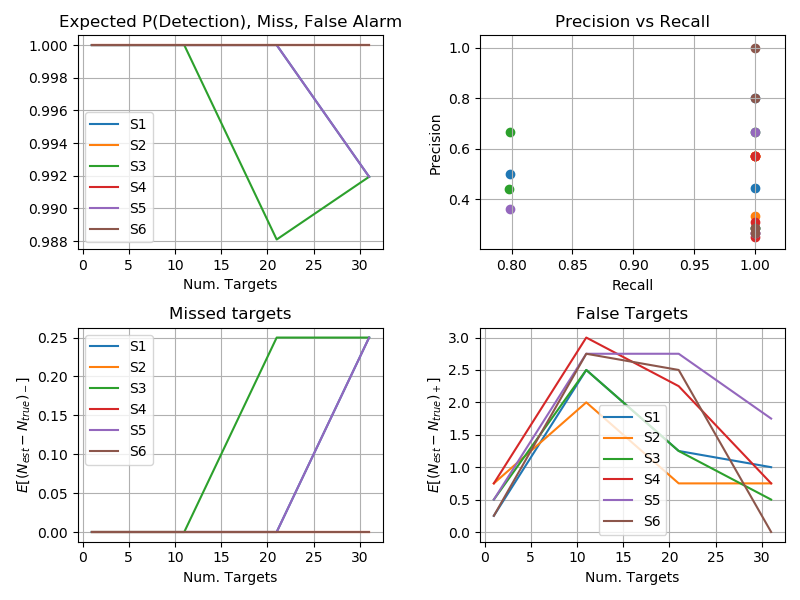 Expected P(Detection), Miss, False Alarm
1.000
0.998
0.996
0.994
0.992
0.990
0.988
S1
S2
S3
S4
S5
S6
0 5 10 15 20 25 30
Num. Targets
Precision vs Recall
Precision
1.0
0.8
0.6
0.4
0.80 0.85 0.90 0.95 1.00
Recall
Missed targets
E[(N_est − N_true)_−]
0.25
0.20
0.15
0.10
0.05
0.00
S1
S2
S3
S4
S5
S6
0 5 10 15 20 25 30
Num. Targets
False Targets
E[(N_est − N_true)_+]
3.0
2.5
2.0
1.5
1.0
0.5
0.0
S1
S2
S3
S4
S5
S6
0 5 10 15 20 25 30
Num. Targets